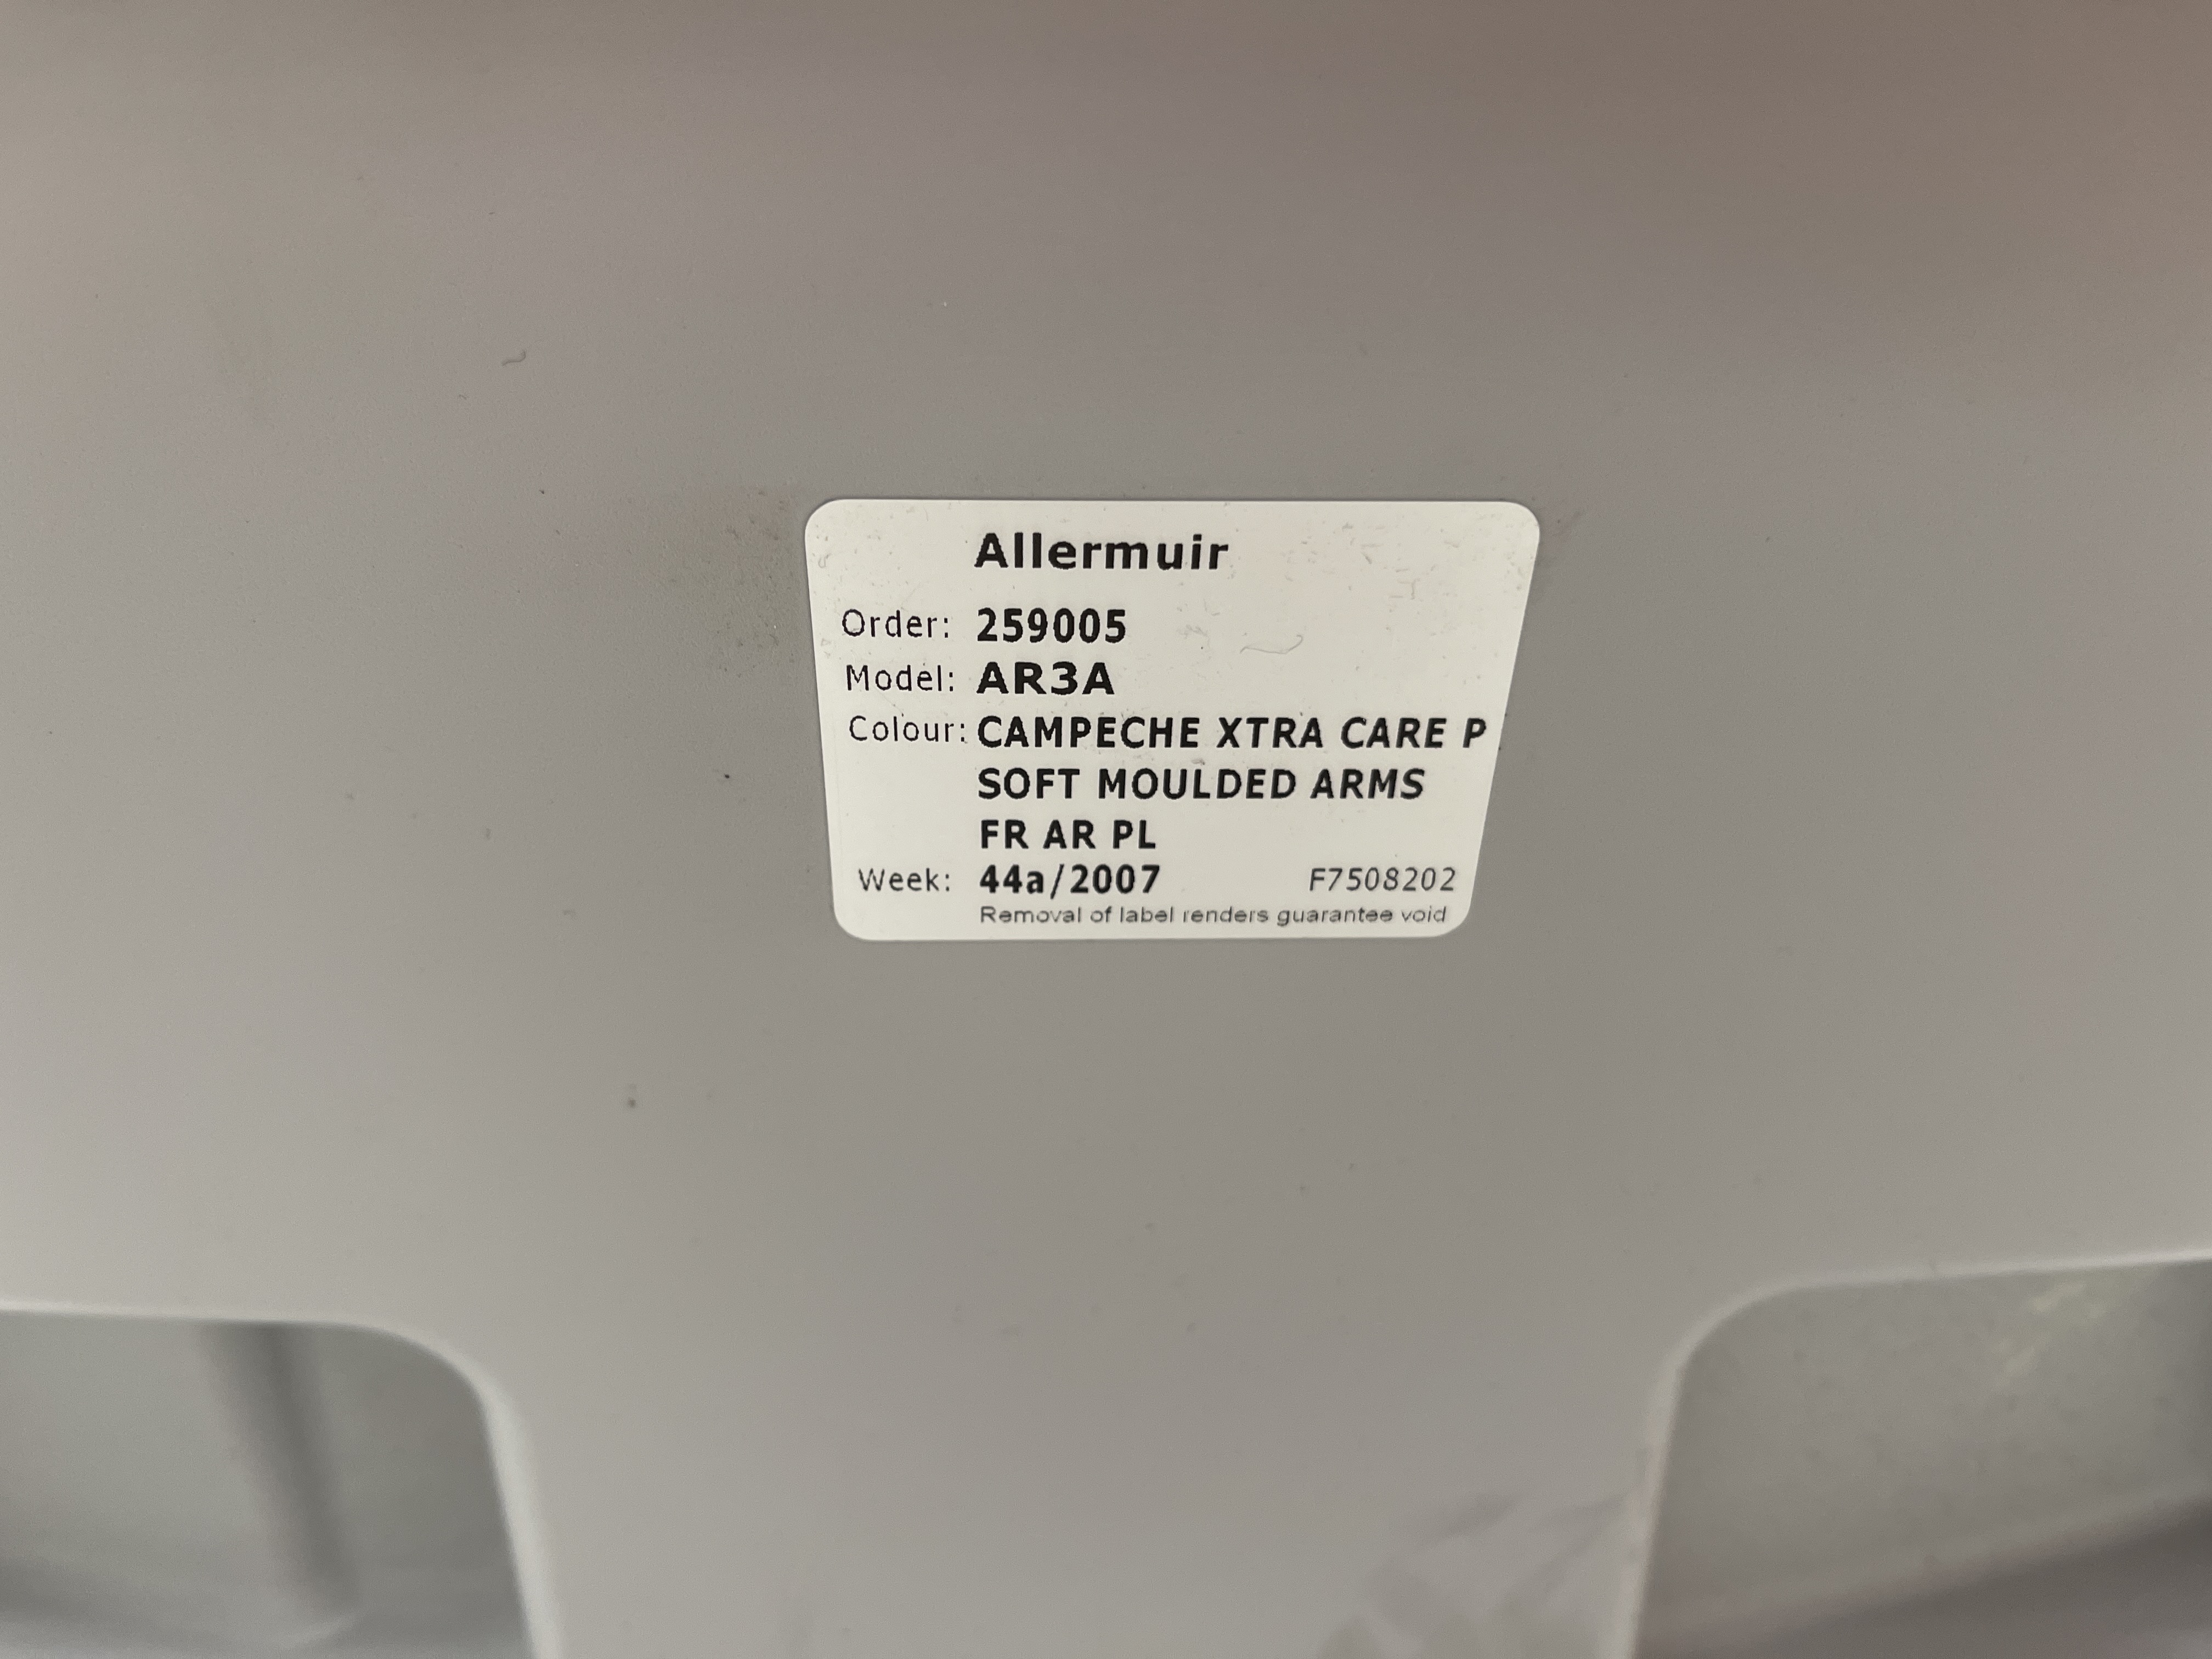 Allermuir
Order: 259005
Model: AR3A
Colour: CAMPECHE XTRA CARE P
SOFT MOULDED ARMS
FR AR PL
Week: 44a/2007 F7508202
Removal of label renders guarantee void